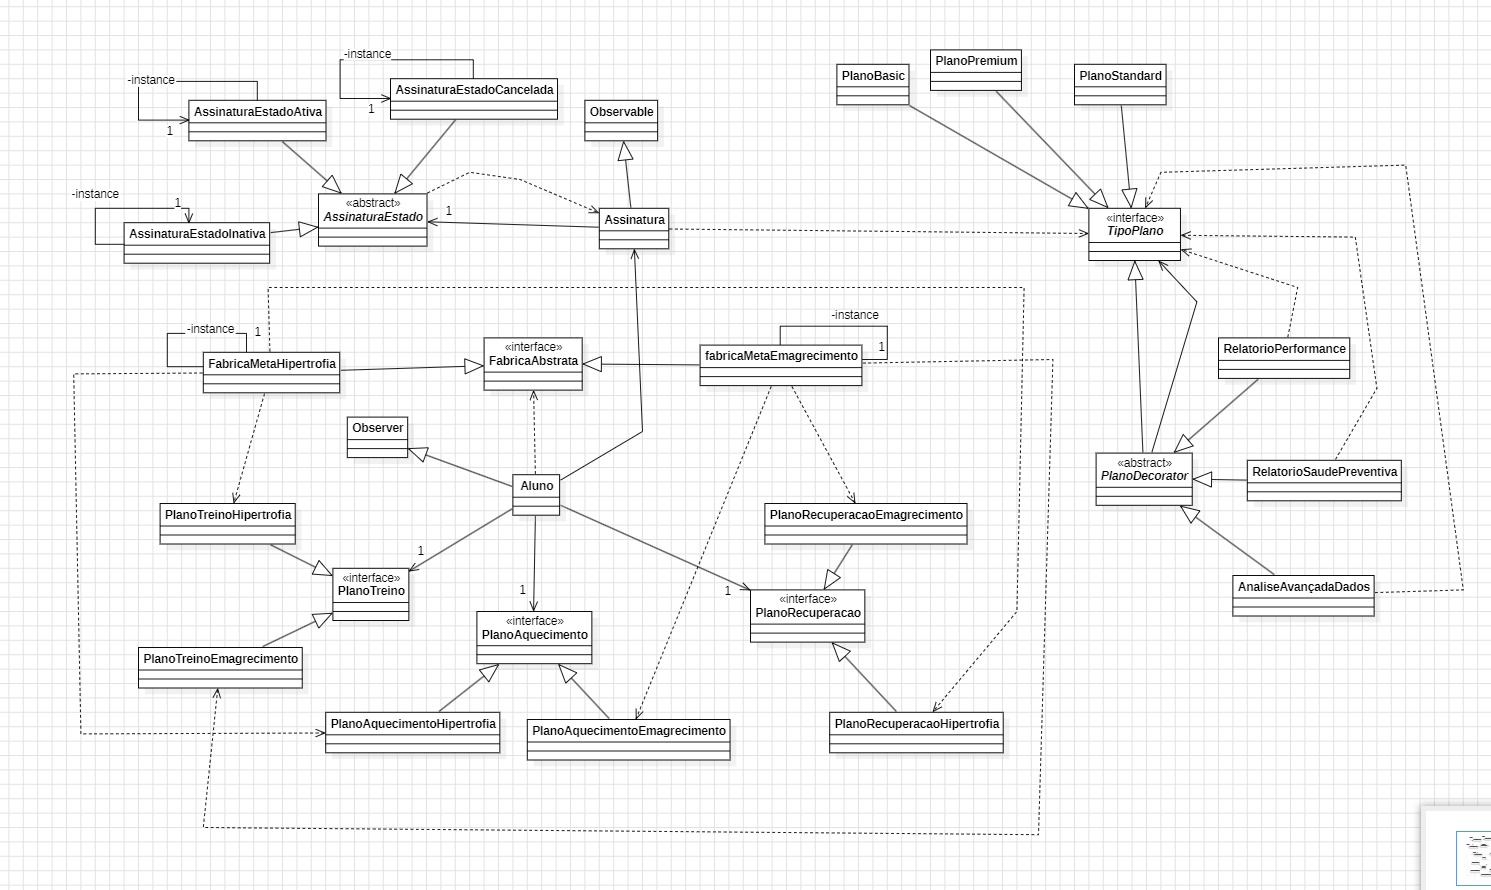 -instance
PlanoPremium
PlanoBasic
PlanoStandard
-instance
AssinaturaEstadoCancelada
1
AssinaturaEstadoAtiva
Observable
1
-instance
1
«abstract»
AssinaturaEstado
1
Assinatura
«interface»
TipoPlano
AssinaturaEstadoInativa
-instance
-instance
1
«interface»
FabricaAbstrata
1
fabricaMetaEmagrecimento
RelatorioPerformance
FabricaMetaHipertrofia
Observer
«abstract»
PlanoDecorator
RelatorioSaudePreventiva
Aluno
PlanoTreinoHipertrofia
PlanoRecuperacaoEmagrecimento
1
«interface»
PlanoTreino
1
1
«interface»
PlanoRecuperacao
AnaliseAvançadaDados
«interface»
PlanoAquecimento
PlanoTreinoEmagrecimento
PlanoAquecimentoHipertrofia
PlanoAquecimentoEmagrecimento
PlanoRecuperacaoHipertrofia